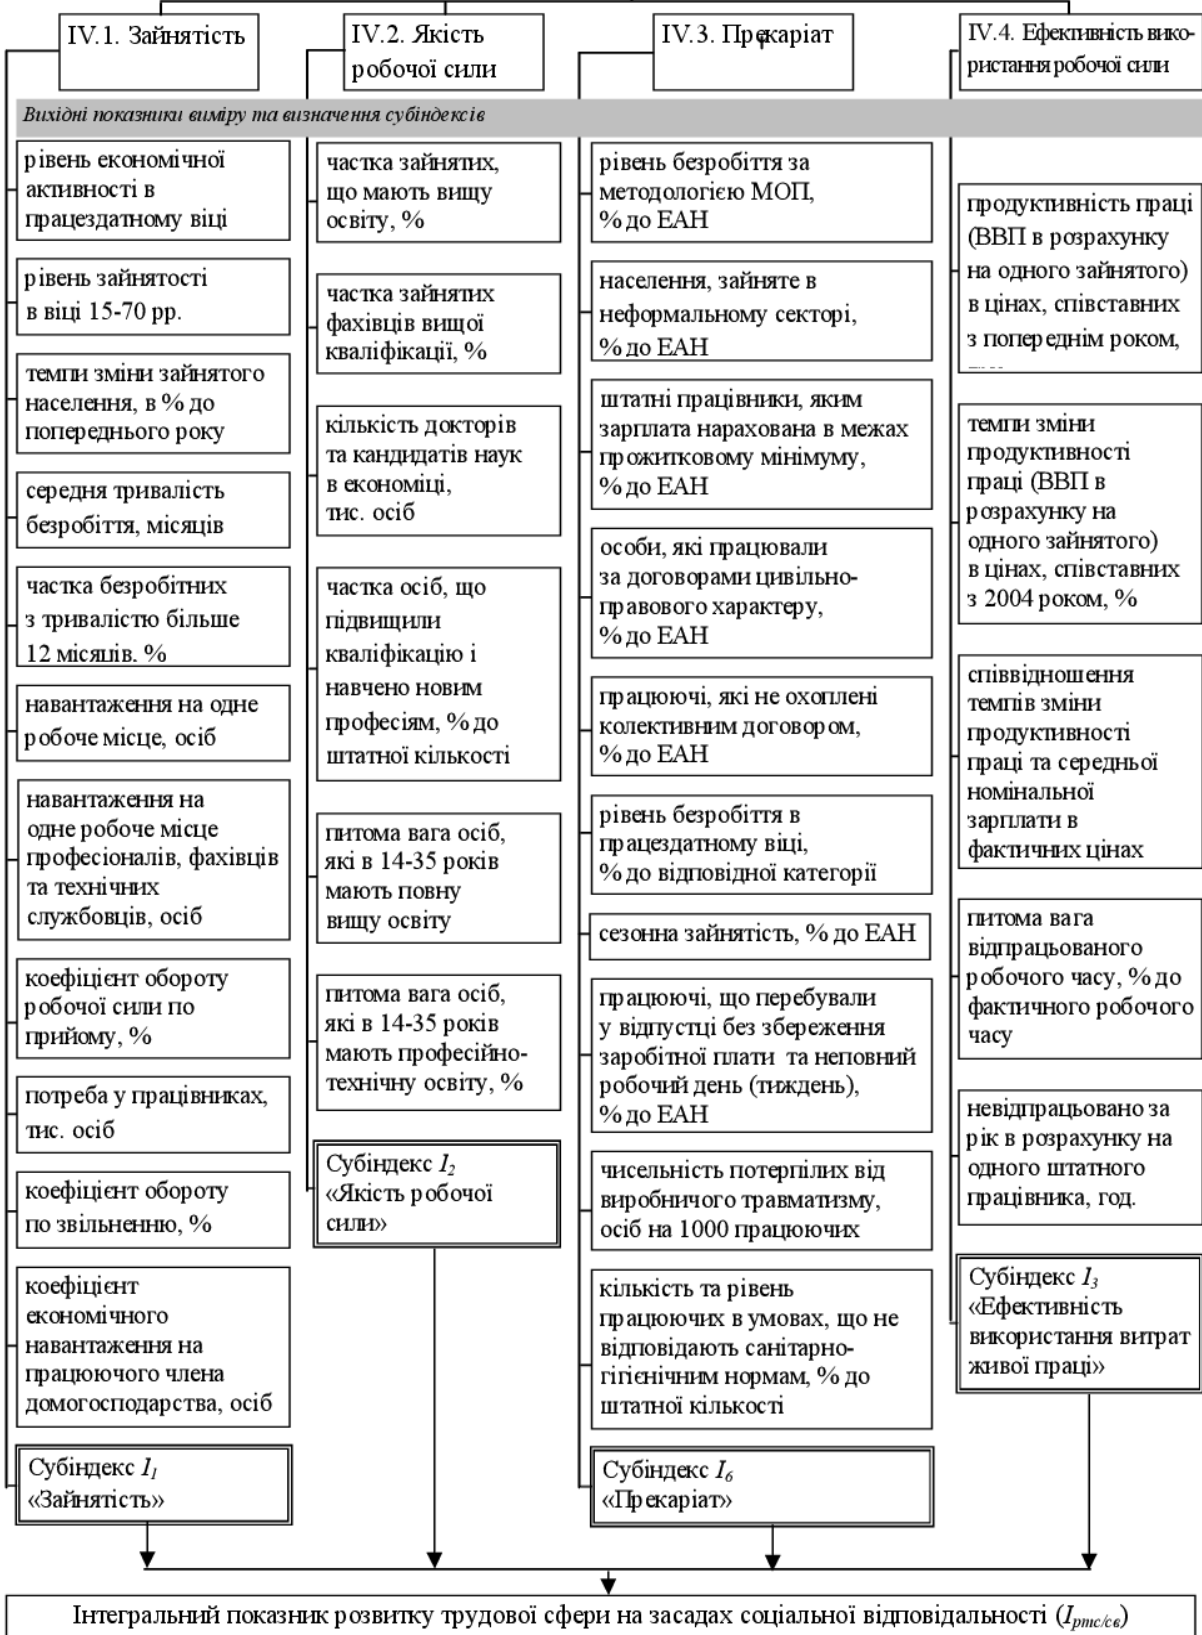 IV.1. Зайнятість
IV.2. Якість
робочої сили
IV.3. Прекаріат
IV.4. Ефективність вико-
ристання робочої сили
Вихідні показники виміру та визначення субіндексів
рівень економічної
активності в
працездатному віці
рівень зайнятості
в віці 15-70 рр.
темпи зміни зайнятого
населення, в % до
попереднього року
середня тривалість
безробіття, місяців
частка безробітних
з тривалістю більше
12 місяців, %
навантаження на одне
робоче місце, осіб
навантаження на
одне робоче місце
професіоналів, фахівців
та технічних
службовців, осіб
коефіцієнт обороту
робочої сили по
прийому, %
потреба у працівниках,
тис. осіб
коефіцієнт обороту
по звільненню, %
коефіцієнт
економічного
навантаження на
працюючого члена
домогосподарства, осіб
Субіндекс I1
«Зайнятість»
частка зайнятих,
що мають вищу
освіту, %
частка зайнятих
фахівців вищої
кваліфікації, %
кількість докторів
та кандидатів наук
в економіці,
тис. осіб
частка осіб, що
підвищили
кваліфікацію і
навчено новим
професіям, % до
штатної кількості
питома вага осіб,
які в 14-35 років
мають повну
вищу освіту
питома вага осіб,
які в 14-35 років
мають професійно-
технічну освіту, %
Субіндекс I2
«Якість робочої
сили»
рівень безробіття за
методологією МОП,
% до ЕАН
населення, зайняте в
неформальному секторі,
% до ЕАН
штатні працівники, яким
зарплата нарахована в межах
прожиткового мінімуму,
% до ЕАН
особи, які працювали
за договорами цивільно-
правового характеру,
% до ЕАН
працюючі, які не охоплені
колективним договором,
% до ЕАН
рівень безробіття в
працездатному віці,
% до відповідної категорії
сезонна зайнятість, % до ЕАН
працюючі, що перебували
у відпустці без збереження
заробітної плати та неповний
робочий день (тиждень),
% до ЕАН
чисельність потерпілих від
виробничого травматизму,
осіб на 1000 працюючих
кількість та рівень
працюючих в умовах, що не
відповідають санітарно-
гігієнічним нормам, % до
штатної кількості
Субіндекс I6
«Прекаріат»
продуктивність праці
(ВВП в розрахунку
на одного зайнятого)
в цінах, співставних
з попереднім роком,
темпи зміни
продуктивності
праці (ВВП в
розрахунку на
одного зайнятого)
в цінах, співставних
з 2004 роком, %
співвідношення
темпів зміни
продуктивності
праці та середньої
номінальної
зарплати в
фактичних цінах
питома вага
відпрацьованого
робочого часу, % до
фактичного робочого
часу
невідпрацьовано за
рік в розрахунку на
одного штатного
працівника, год.
Субіндекс I3
«Ефективність
використання витрат
живої праці»
Інтегральний показник розвитку трудової сфери на засадах соціальної відповідальності (Iртс/св)